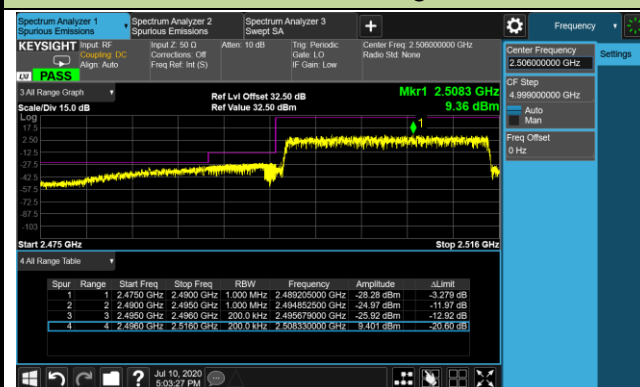 Spectrum Analyzer 1
Spurious Emissions
Spectrum Analyzer 2
Spurious Emissions
Spectrum Analyzer 3
Swept SA
+
Frequency
KEYSIGHT
Input: RF
Coupling: DC
Align: Auto
Input Z: 50 Ω
Corrections: Off
Freq Ref: Int (S)
Atten: 10 dB
Trig: Periodic
Gate: LO
IF Gain: Low
Center Freq: 2.506000000 GHz
Radio Std: None
LXI PASS
Center Frequency
2.506000000 GHz
Settings
CF Step
4.999000000 GHz
Auto
Man
Freq Offset
0 Hz
3 All Range Graph
Scale/Div 15.0 dB
Ref Lvl Offset 32.50 dB
Ref Value 32.50 dBm
Mkr1 2.5083 GHz
9.36 dBm
Log
17.5
2.50
-12.5
-27.5
-42.5
-57.5
-72.5
-87.5
-103
1
Start 2.475 GHz
Stop 2.516 GHz
4 All Range Table
Spur Range Start Freq Stop Freq RBW Frequency Amplitude ΔLimit
1 1 2.4750 GHz 2.4900 GHz 1.000 MHz 2.489205000 GHz -28.28 dBm -3.279 dB
2 2 2.4900 GHz 2.4950 GHz 1.000 MHz 2.494852500 GHz -24.97 dBm -11.97 dB
3 3 2.4950 GHz 2.4960 GHz 200.0 kHz 2.495679000 GHz -25.92 dBm -12.92 dB
4 4 2.4960 GHz 2.5160 GHz 200.0 kHz 2.508330000 GHz 9.401 dBm -20.60 dB
?
Jul 10, 2020
5:03:27 PM